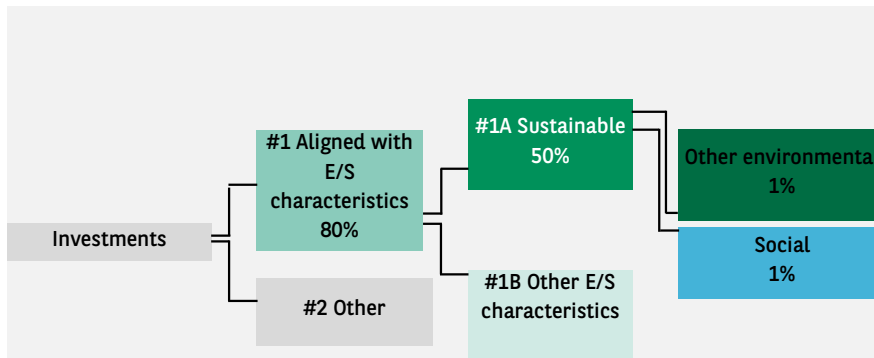 Investments
#1 Aligned with
E/S
characteristics
80%
#2 Other
#1A Sustainable
50%
#1B Other E/S
characteristics
Other environmenta
1%
Social
1%